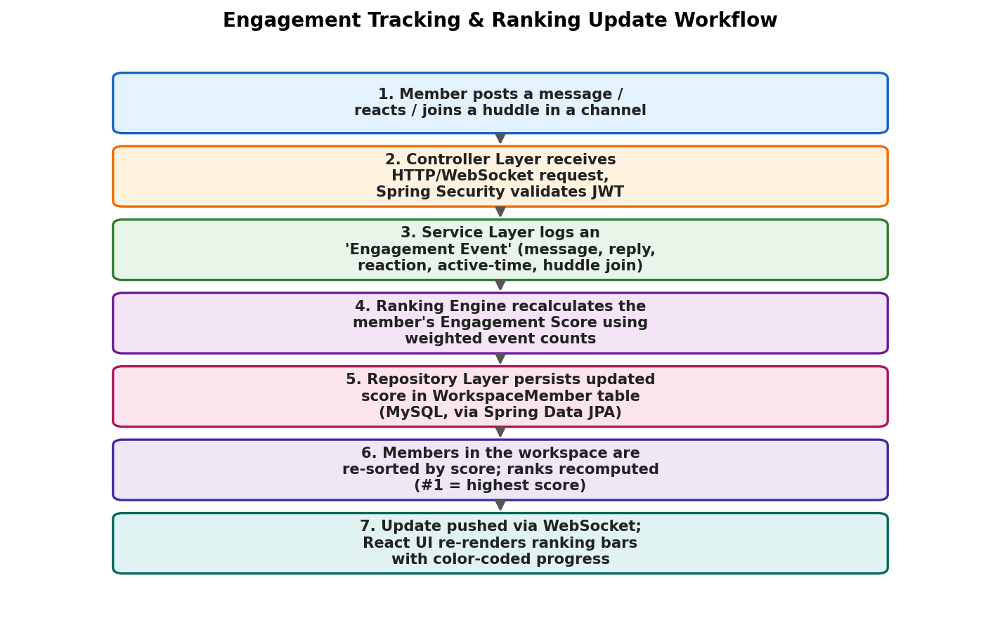 Engagement Tracking & Ranking Update Workflow
1. Member posts a message /
reacts / joins a huddle in a channel
2. Controller Layer receives
HTTP/WebSocket request,
Spring Security validates JWT
3. Service Layer logs an
'Engagement Event' (message, reply,
reaction, active-time, huddle join)
4. Ranking Engine recalculates the
member's Engagement Score using
weighted event counts
5. Repository Layer persists updated
score in WorkspaceMember table
(MySQL, via Spring Data JPA)
6. Members in the workspace are
re-sorted by score; ranks recomputed
(#1 = highest score)
7. Update pushed via WebSocket;
React UI re-renders ranking bars
with color-coded progress